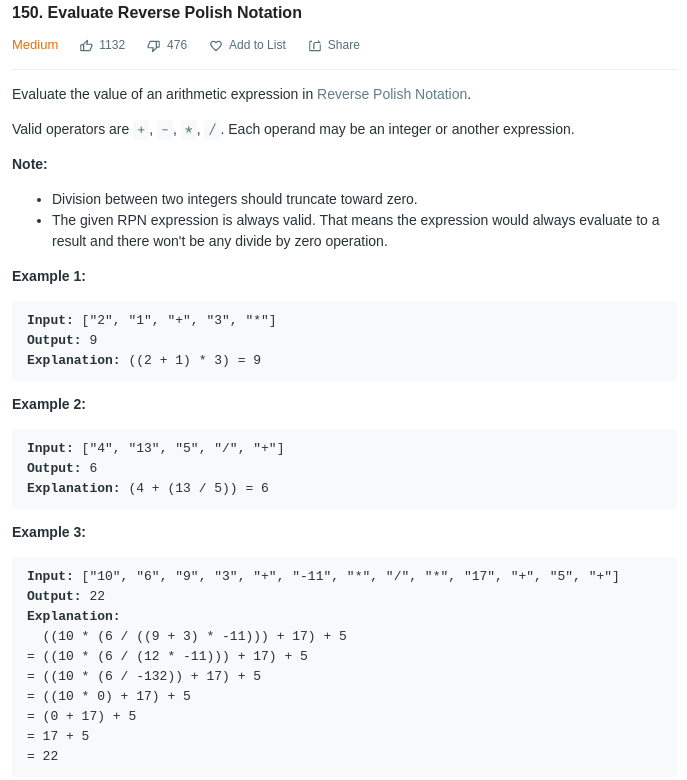 150. Evaluate Reverse Polish Notation
Medium 1132 476 Add to List Share
Evaluate the value of an arithmetic expression in Reverse Polish Notation.
Valid operators are +, -, *, /. Each operand may be an integer or another expression.
Note:
• Division between two integers should truncate toward zero.
• The given RPN expression is always valid. That means the expression would always evaluate to a
result and there won't be any divide by zero operation.
Example 1:
Input: ["2", "1", "+", "3", "*"]
Output: 9
Explanation: ((2 + 1) * 3) = 9
Example 2:
Input: ["4", "13", "5", "/", "+"]
Output: 6
Explanation: (4 + (13 / 5)) = 6
Example 3:
Input: ["10", "6", "9", "3", "+", "-11", "*", "/", "*", "17", "+", "5", "+"]
Output: 22
Explanation:
((10 * (6 / ((9 + 3) * -11))) + 17) + 5
= ((10 * (6 / (12 * -11))) + 17) + 5
= ((10 * (6 / -132)) + 17) + 5
= ((10 * 0) + 17) + 5
= (0 + 17) + 5
= 17 + 5
= 22